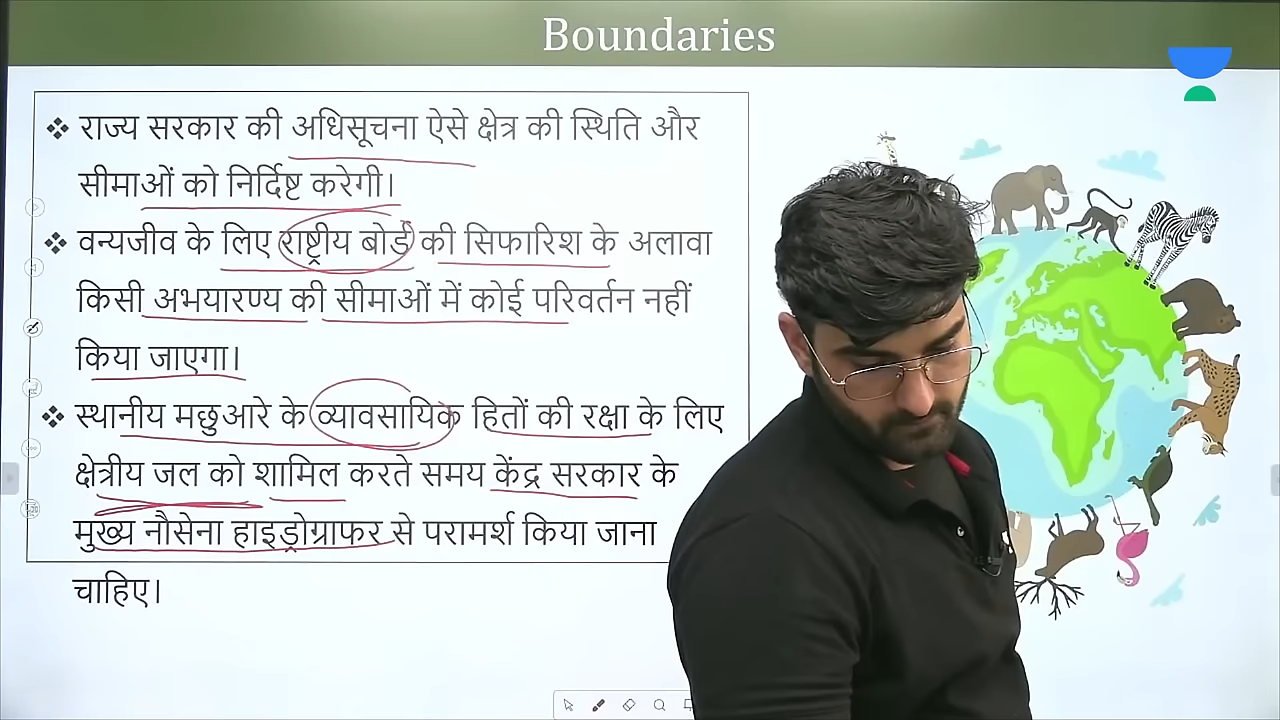 Boundaries
❖ राज्य सरकार की अधिसूचना ऐसे क्षेत्र की स्थिति और
सीमाओं को निर्दिष्ट करेगी।
❖ वन्यजीव के लिए राष्ट्रीय बोर्ड की सिफारिश के अलावा
किसी अभयारण्य की सीमाओं में कोई परिवर्तन नहीं
किया जाएगा।
❖ स्थानीय मछुआरे के व्यावसायिक हितों की रक्षा के लिए
क्षेत्रीय जल को शामिल करते समय केंद्र सरकार के
मुख्य नौसेना हाइड्रोग्राफर से परामर्श किया जाना
चाहिए।